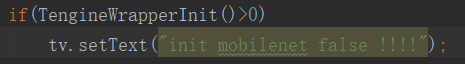 if(TengineWrapperInit()>0)
tv.setText("init mobilenet false !!!!");